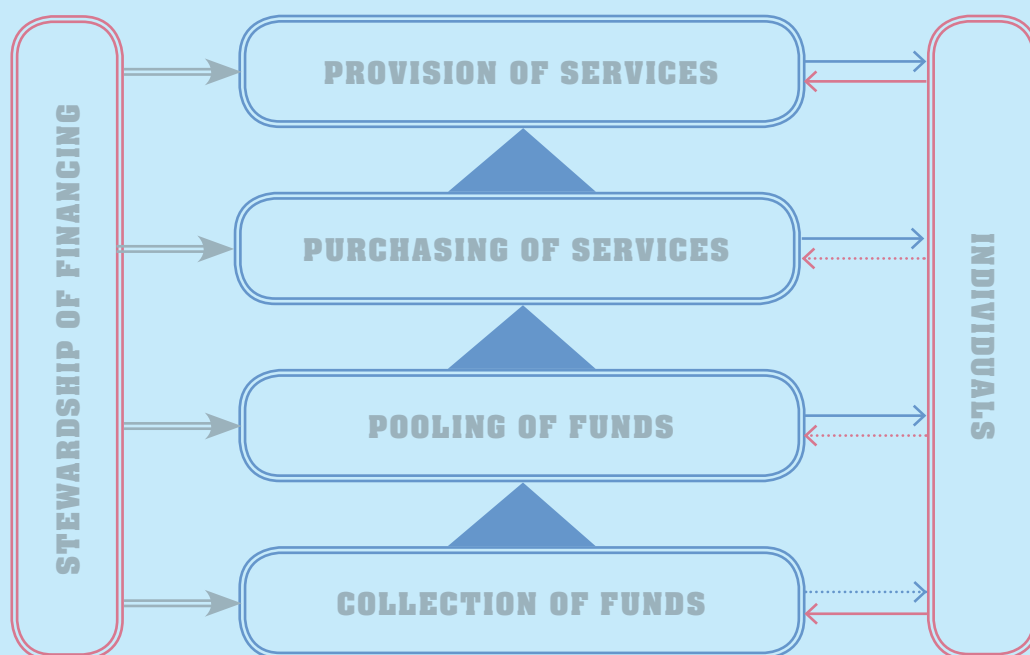 STEWARDSHIP OF FINANCING
PROVISION OF SERVICES
PURCHASING OF SERVICES
POOLING OF FUNDS
COLLECTION OF FUNDS
INDIVIDUALS